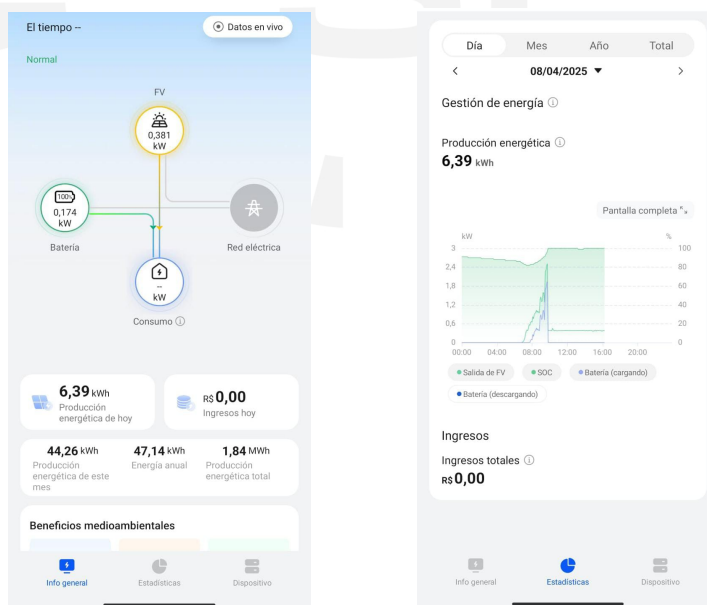 El tiempo --
Datos en vivo
Normal
FV
0,381
kW
100%
0,174
kW
Batería
Red eléctrica
--
kW
Consumo
6,39 kWh
Producción
energética de hoy
R$ 0,00
Ingresos hoy
44,26 kWh
Producción
energética de este
mes
47,14 kWh
Energía anual
1,84 MWh
Producción
energética total
Beneficios medioambientales
Info general
Estadísticas
Dispositivo
Día
Mes
Año
Total
< 08/04/2025 ▼ >
Gestión de energía
Producción energética
6,39 kWh
Pantalla completa
kW
%
3
2,4
1,8
1,2
0,6
0
100
80
60
40
20
0
00:00 04:00 08:00 12:00 16:00 20:00
Salida de FV
SOC
Batería (cargando)
Batería (descargando)
Ingresos
Ingresos totales
R$ 0,00
Info general
Estadísticas
Dispositivo